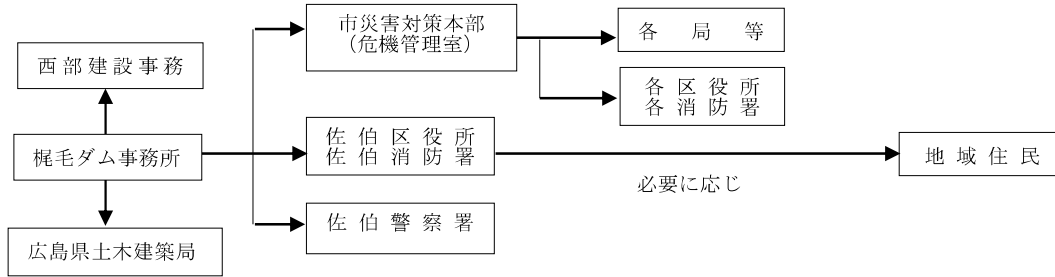 市災害対策本部
（危機管理室）
各局等
西部建設事務
各区役所
各消防署
佐伯区役所
佐伯消防署
梶毛ダム事務所
地域住民
必要に応じ
佐伯警察署
広島県土木建築局